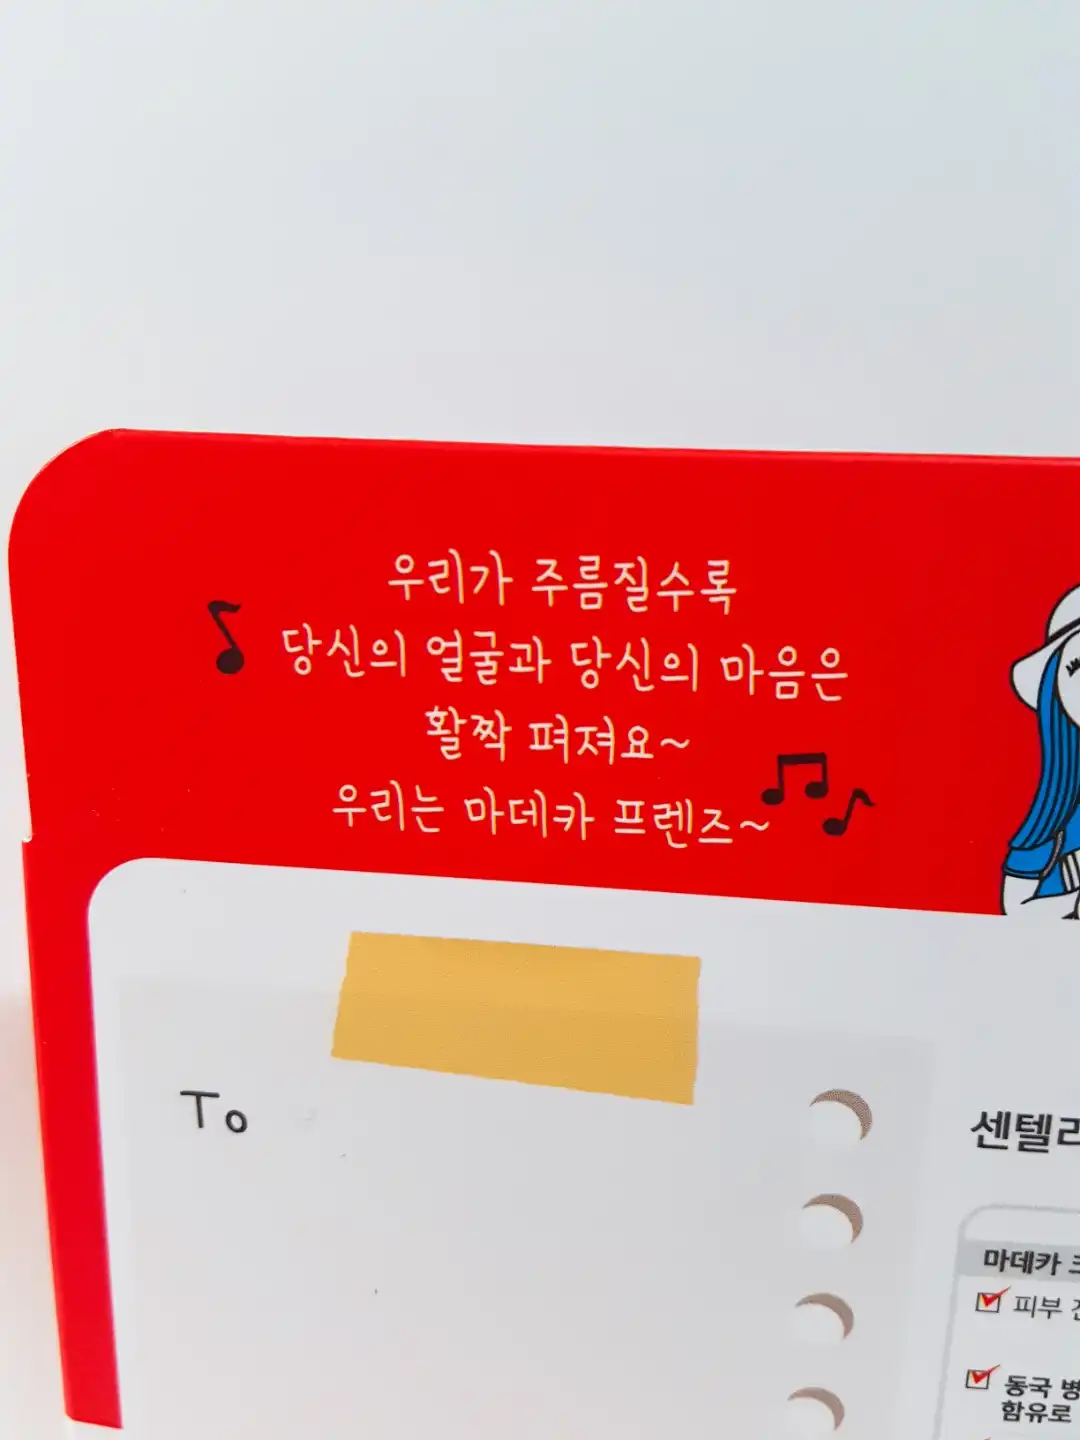 우리가 주름질수록
당신의 얼굴과 당신의 마음은
활짝 펴져요~
우리는 마데카 프렌즈~
To
센텔리
마데카
피부
동국
함유로